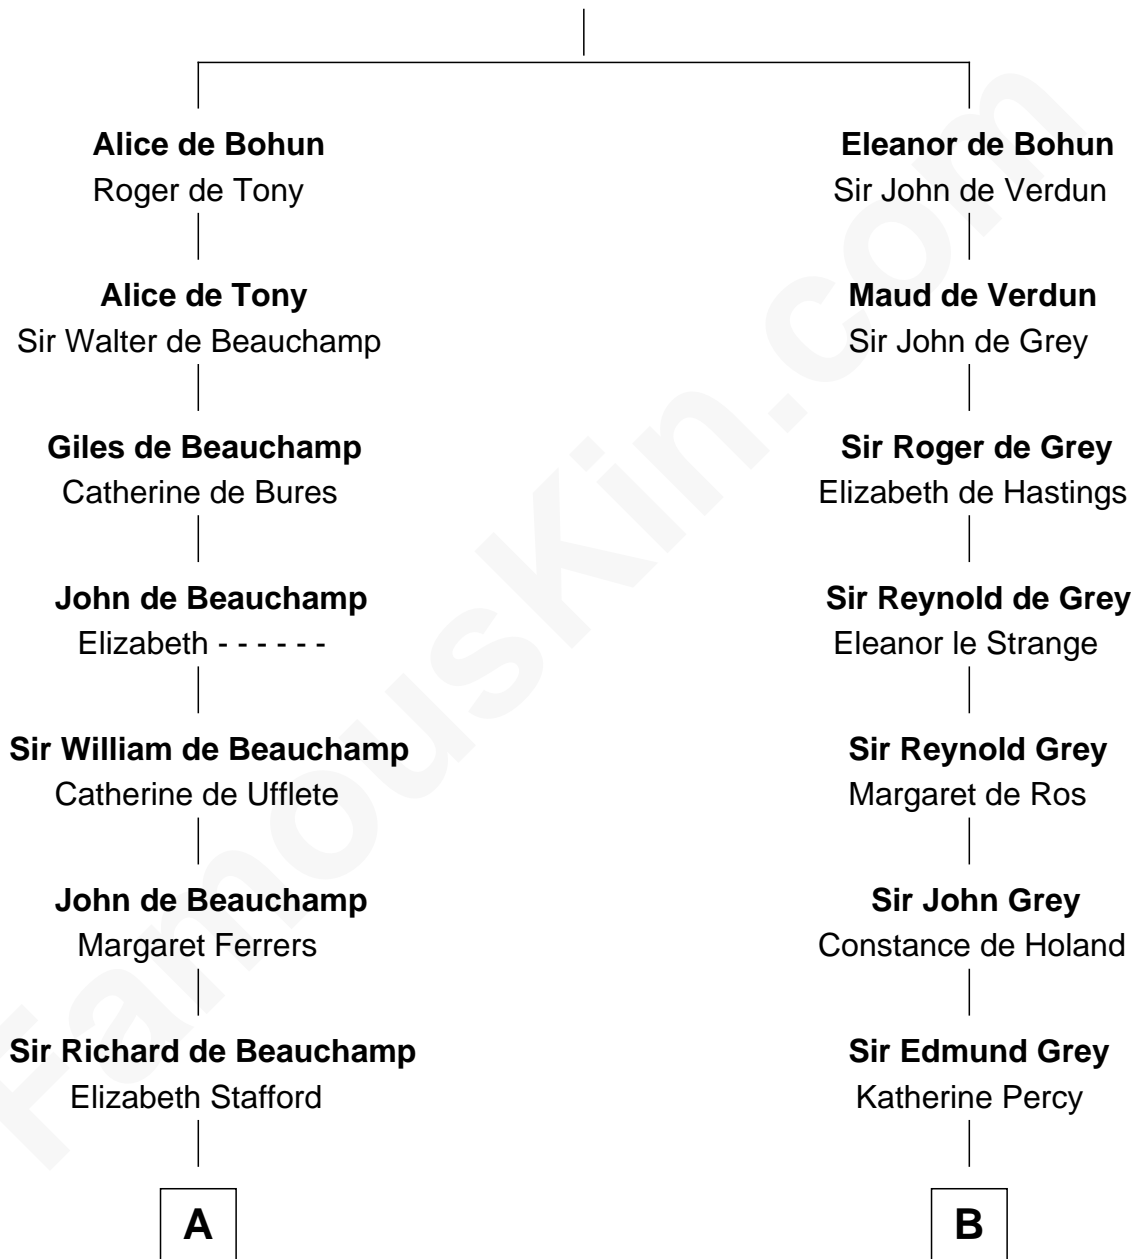 Alice de Bohun
Roger de Tony
Alice de Tony
Sir Walter de Beauchamp
Giles de Beauchamp
Catherine de Bures
John de Beauchamp
Elizabeth - - - - - -
Sir William de Beauchamp
Catherine de Ufflete
John de Beauchamp
Margaret Ferrers
Sir Richard de Beauchamp
Elizabeth Stafford
A
Eleanor de Bohun
Sir John de Verdun
Maud de Verdun
Sir John de Grey
Sir Roger de Grey
Elizabeth de Hastings
Sir Reynold de Grey
Eleanor le Strange
Sir Reynold Grey
Margaret de Ros
Sir John Grey
Constance de Holand
Sir Edmund Grey
Katherine Percy
B
FamousKin.com